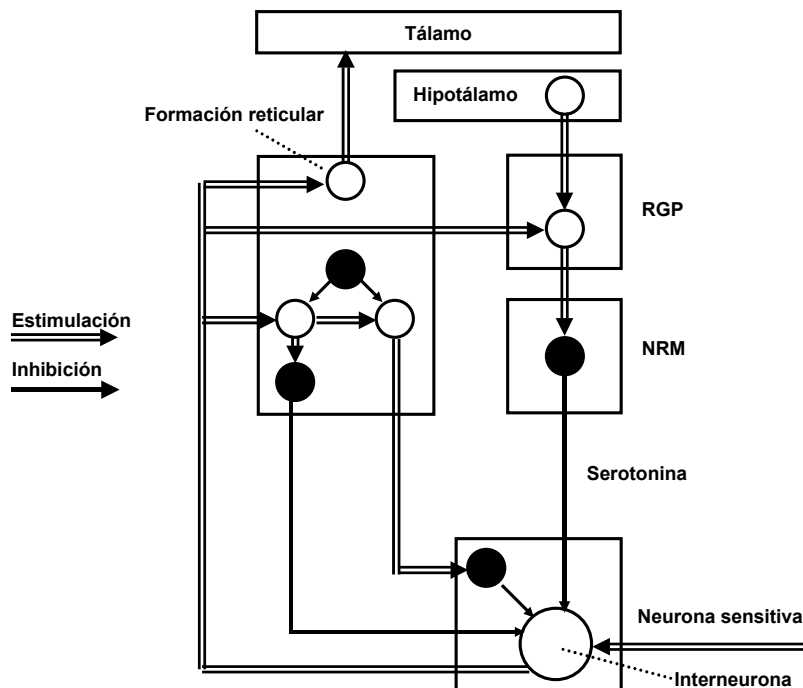 Tálamo
Hipotálamo
Formación reticular
RGP
Estimulación
NRM
Inhibición
Serotonina
Neurona sensitiva
Interneurona